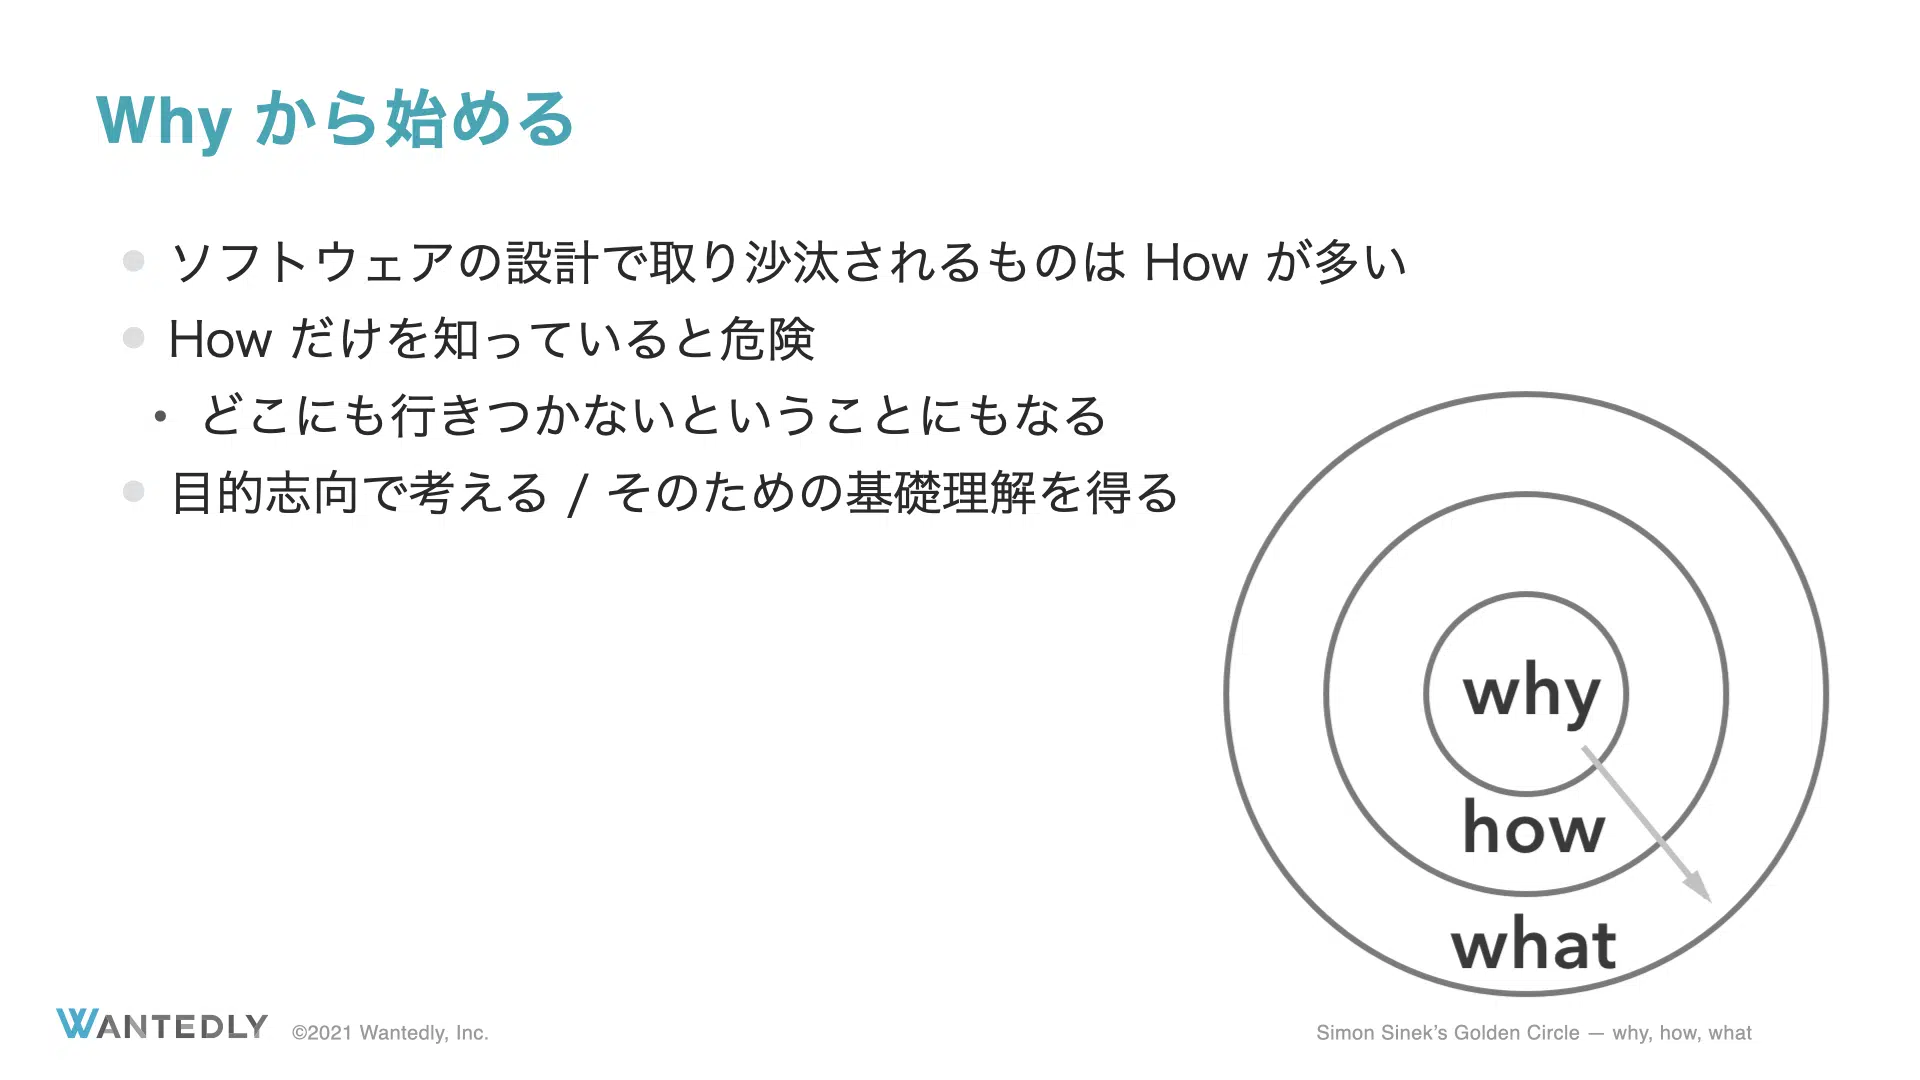 Why から始める
ソフトウェアの設計で取り沙汰されるものは How が多い
How だけを知っていると危険
どこにも行きつかないということにもなる
目的志向で考える / そのための基礎理解を得る
why
how
what
WANTEDLY ©2021 Wantedly, Inc.
Simon Sinek’s Golden Circle — why, how, what